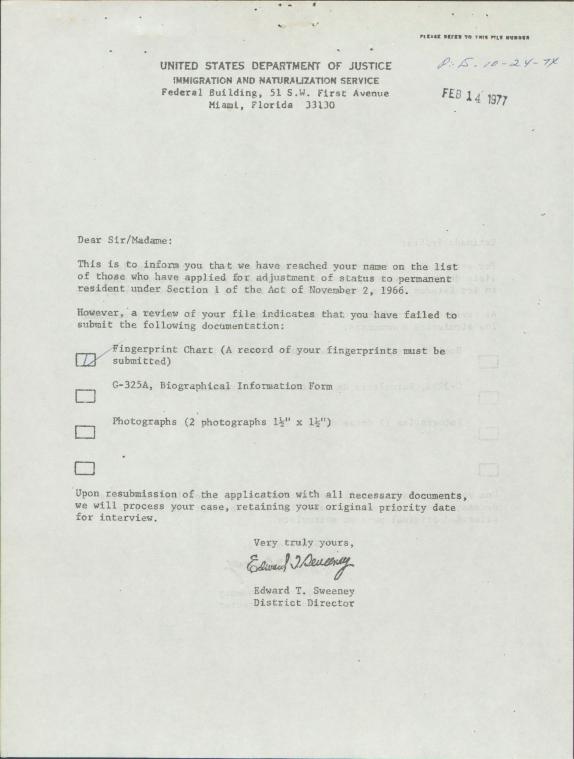 PLEASE REFER TO THIS FILE NUMBER
UNITED STATES DEPARTMENT OF JUSTICE
IMMIGRATION AND NATURALIZATION SERVICE
Federal Building, 51 S.W. First Avenue
Miami, Florida 33130
FEB 14 1977
Dear Sir/Madame:
This is to inform you that we have reached your name on the list
of those who have applied for adjustment of status to permanent
resident under Section 1 of the Act of November 2, 1966.
However, a review of your file indicates that you have failed to
submit the following documentation:
Fingerprint Chart (A record of your fingerprints must be
submitted)
G-325A, Biographical Information Form
Photographs (2 photographs 1½" x 1½")
Upon resubmission of the application with all necessary documents,
we will process your case, retaining your original priority date
for interview.
Very truly yours,
Edward T. Sweeney
Edward T. Sweeney
District Director